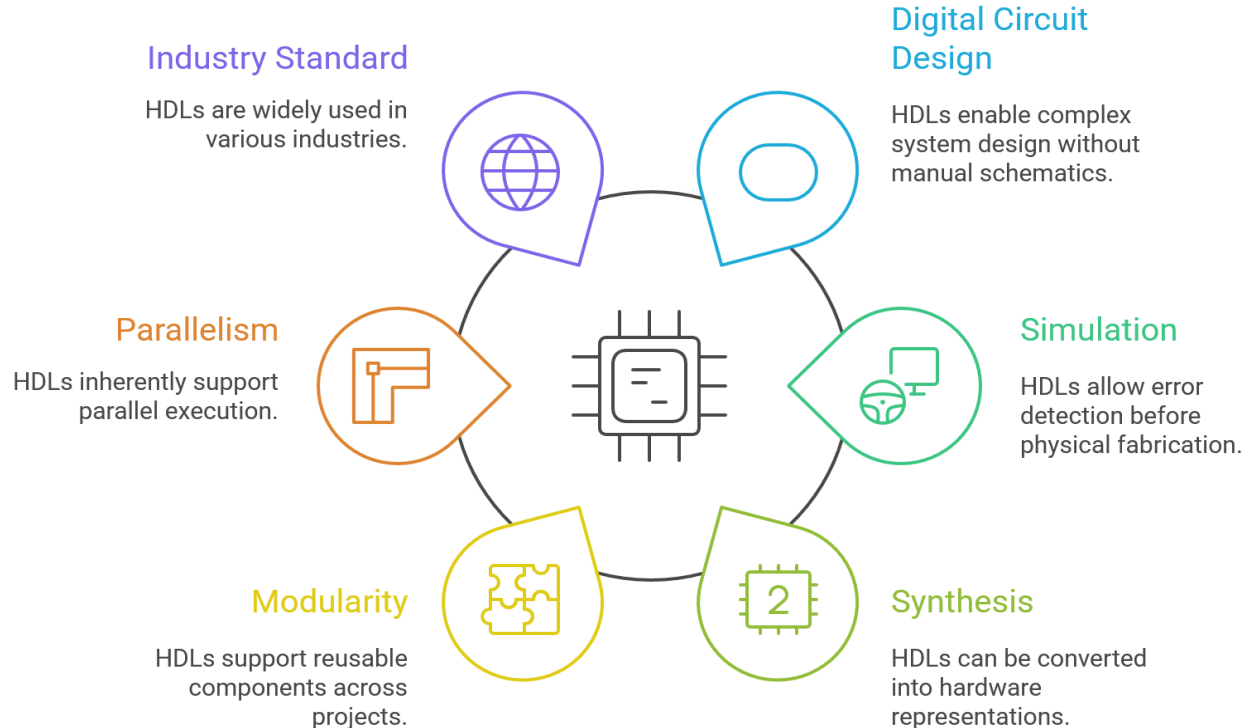 Industry Standard
HDLs are widely used in
various industries.
Digital Circuit
Design
HDLs enable complex
system design without
manual schematics.
Parallelism
HDLs inherently support
parallel execution.
Simulation
HDLs allow error
detection before
physical fabrication.
Modularity
HDLs support reusable
components across
projects.
2
Synthesis
HDLs can be converted
into hardware
representations.